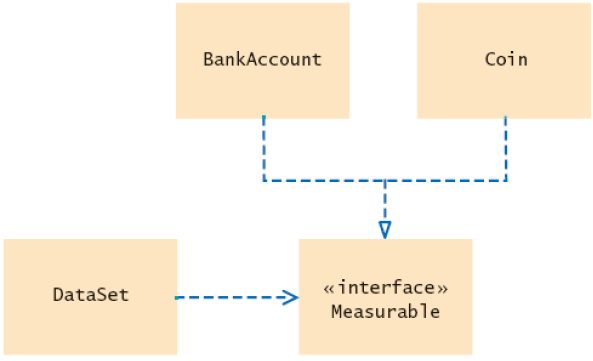 BankAccount
Coin
DataSet
«interface»
Measurable